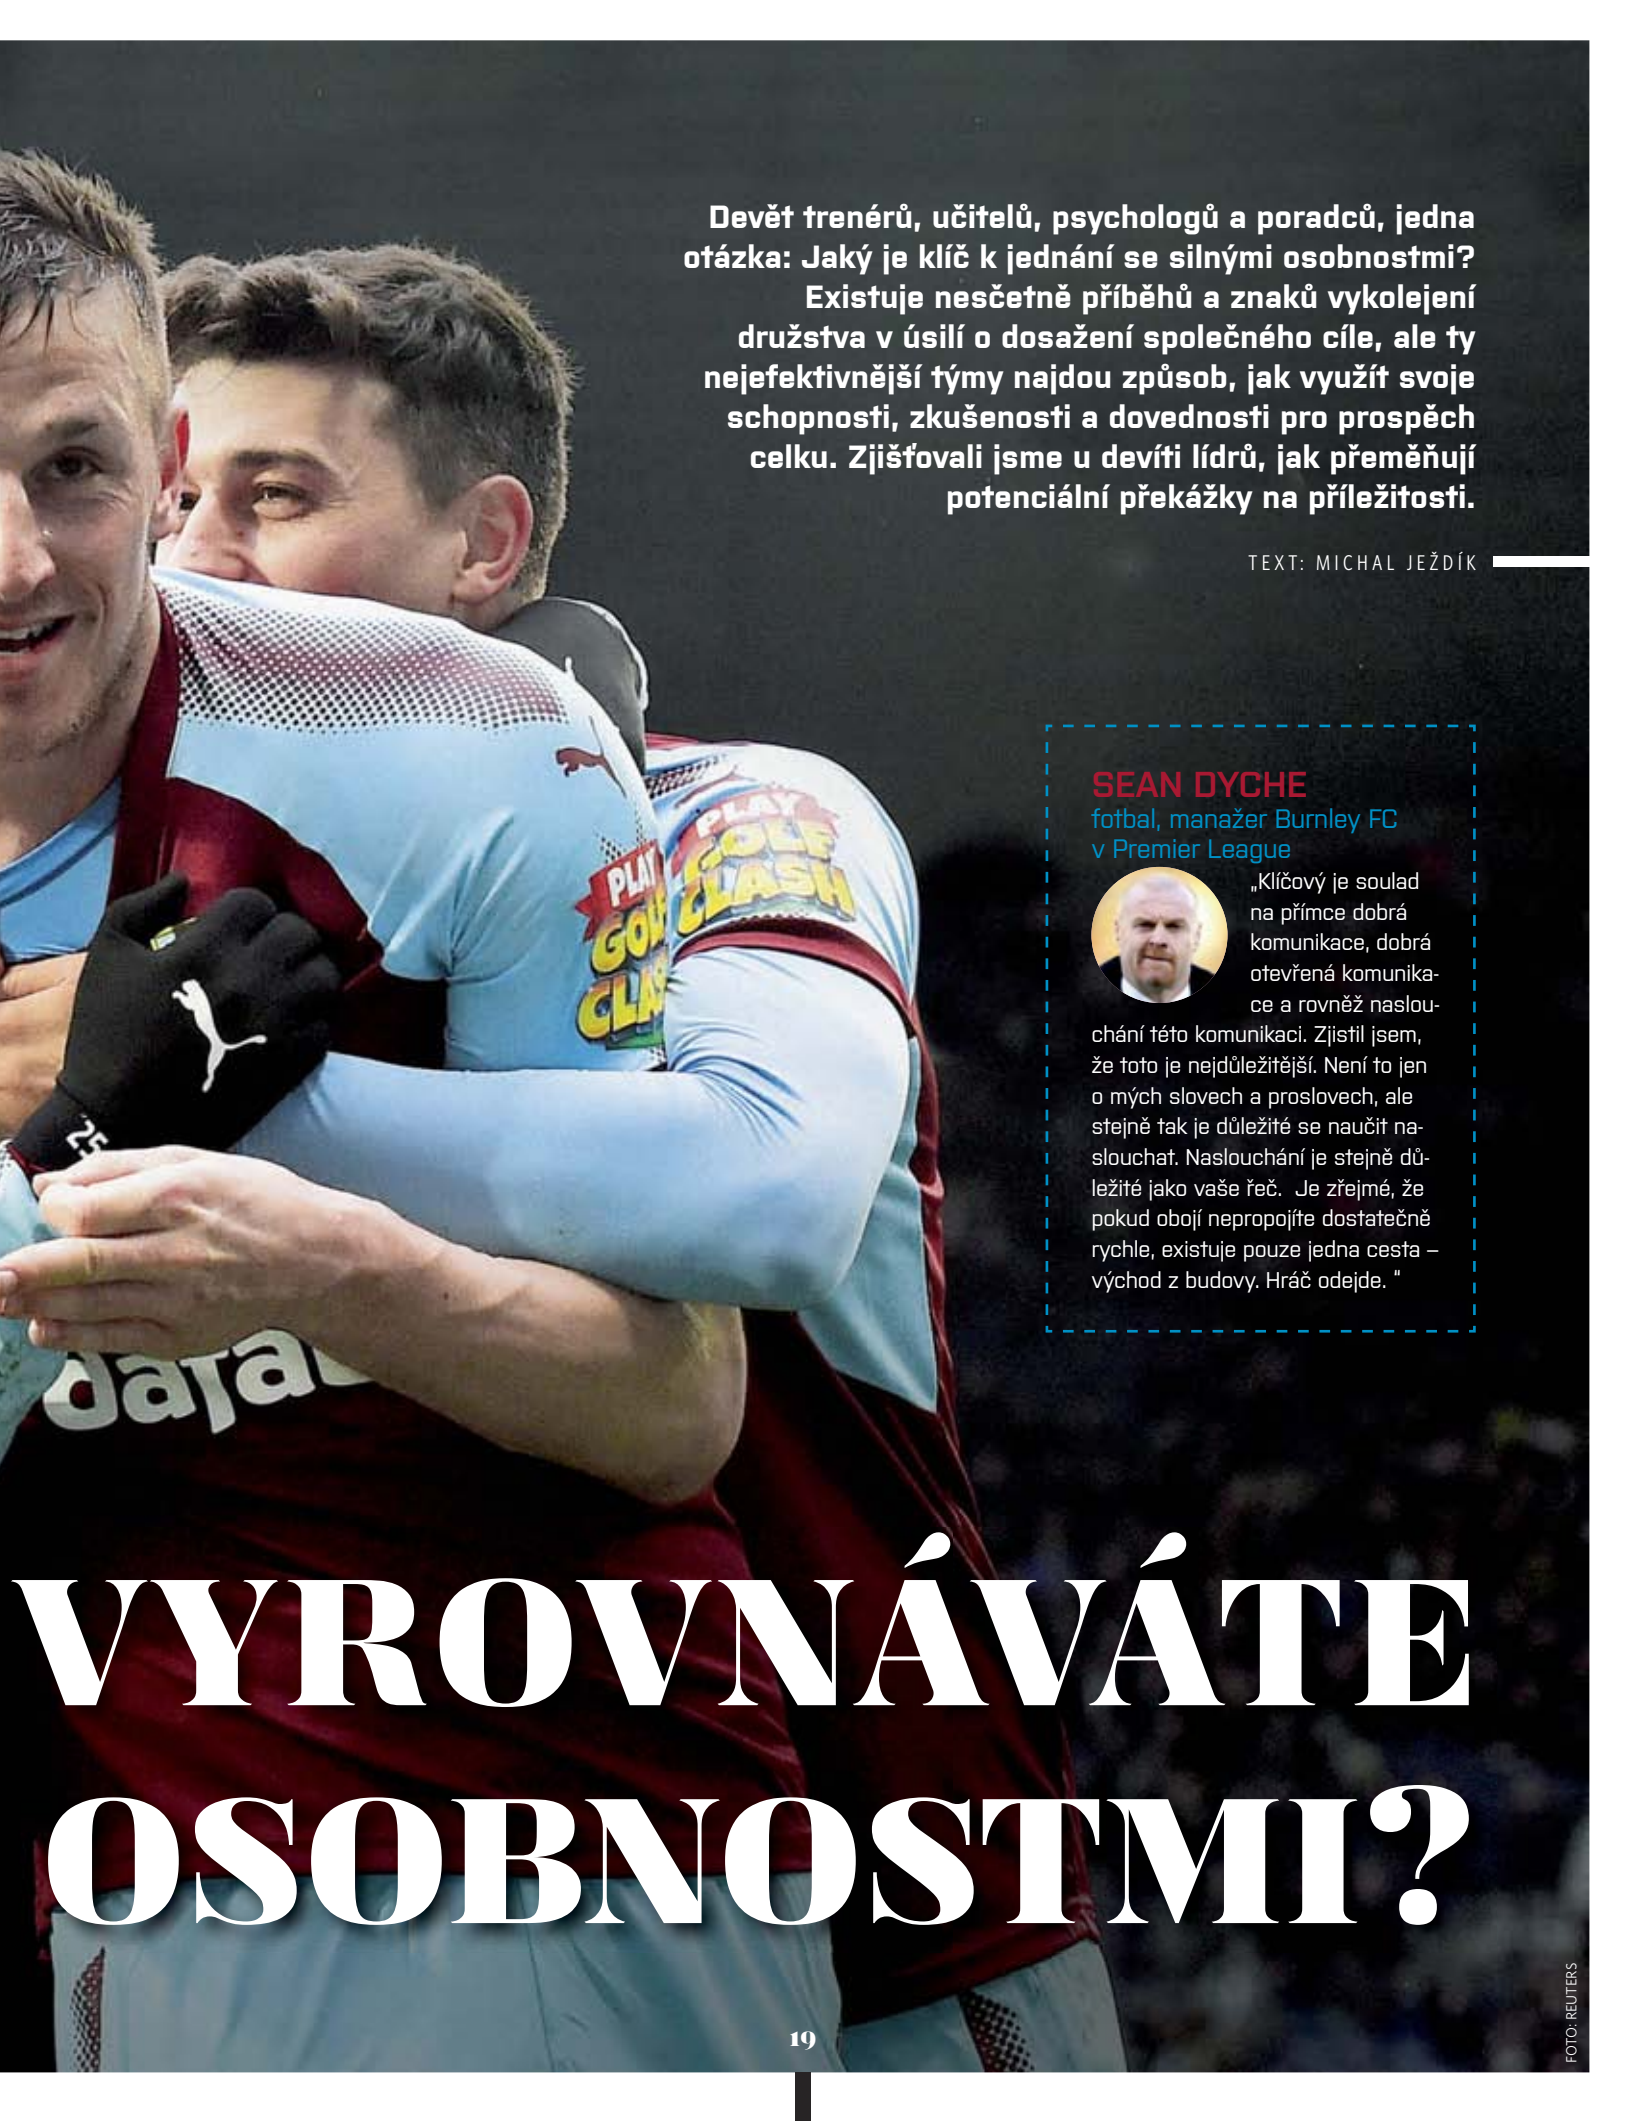 Devět trenérů, učitelů, psychologů a poradců, jedna
otázka: Jaký je klíč k jednání se silnými osobnostmi?
Existuje nesčetně příběhů a znaků vykolejení
družstva v úsilí o dosažení společného cíle, ale ty
nejefektivnější týmy najdou způsob, jak využít svoje
schopnosti, zkušenosti a dovednosti pro prospěch
celku. Zjišťovali jsme u devíti lídrů, jak přeměňují
potenciální překážky na příležitosti.
TEXT: MICHAL JEŽDÍK
SEAN DYCHE
fotbal, manažer Burnley FC
v Premier League
„Klíčový je soulad
na přímce dobrá
komunikace, dobrá
otevřená komunika-
ce a rovněž naslou-
chání této komunikaci. Zjistil jsem,
že toto je nejdůležitější. Není to jen
o mých slovech a proslovech, ale
stejně tak je důležité se naučit na-
slouchat. Naslouchání je stejně dů-
ležité jako vaše řeč.  Je zřejmé, že
pokud obojí nepropojíte dostatečně
rychle, existuje pouze jedna cesta –
východ z budovy. Hráč odejde. “
PLAY
GOLF
CLASH
PLAY
GOLF
CLAS
25
dafa
VYROVNÁVÁTE
OSOBNOSTMI?
19
FOTO: REUTERS